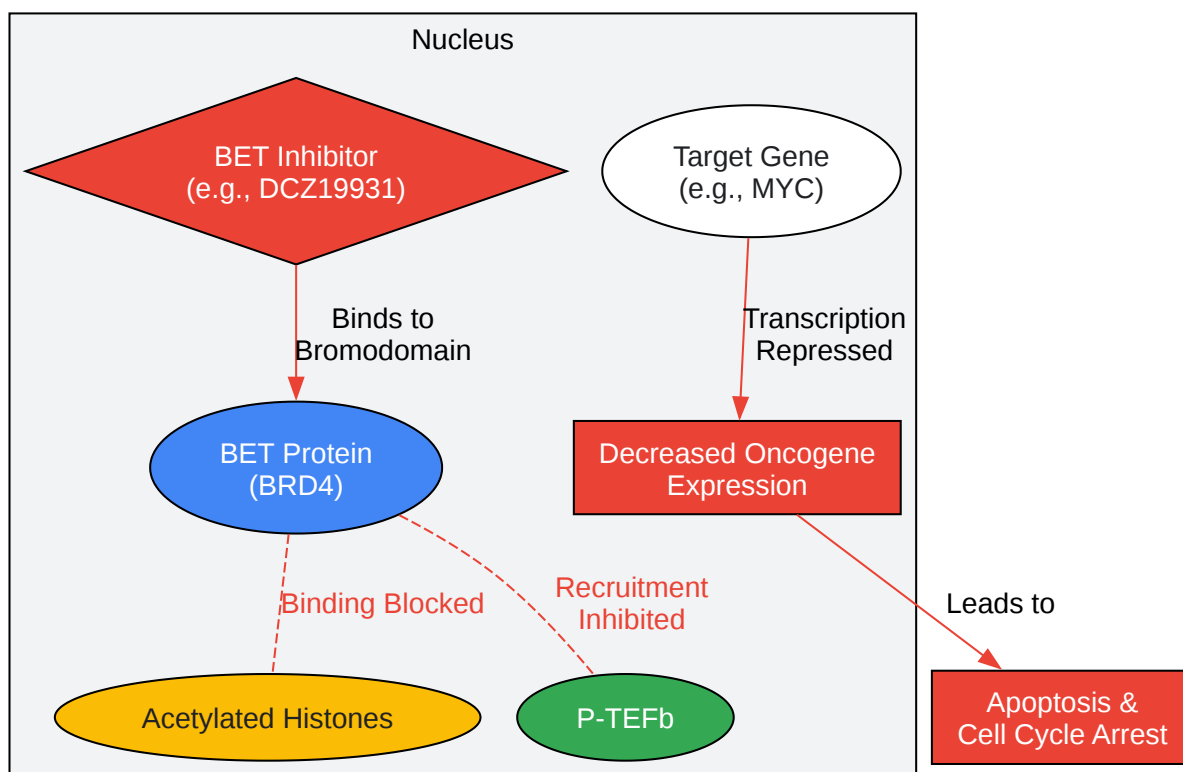 Nucleus
BET Inhibitor
(e.g., DCZ19931)
Target Gene
(e.g., MYC)
Binds to
Bromodomain
Transcription
Repressed
BET Protein
(BRD4)
Decreased Oncogene
Expression
Binding Blocked
Recruitment
Inhibited
Leads to
Acetylated Histones
P-TEFb
Apoptosis &
Cell Cycle Arrest